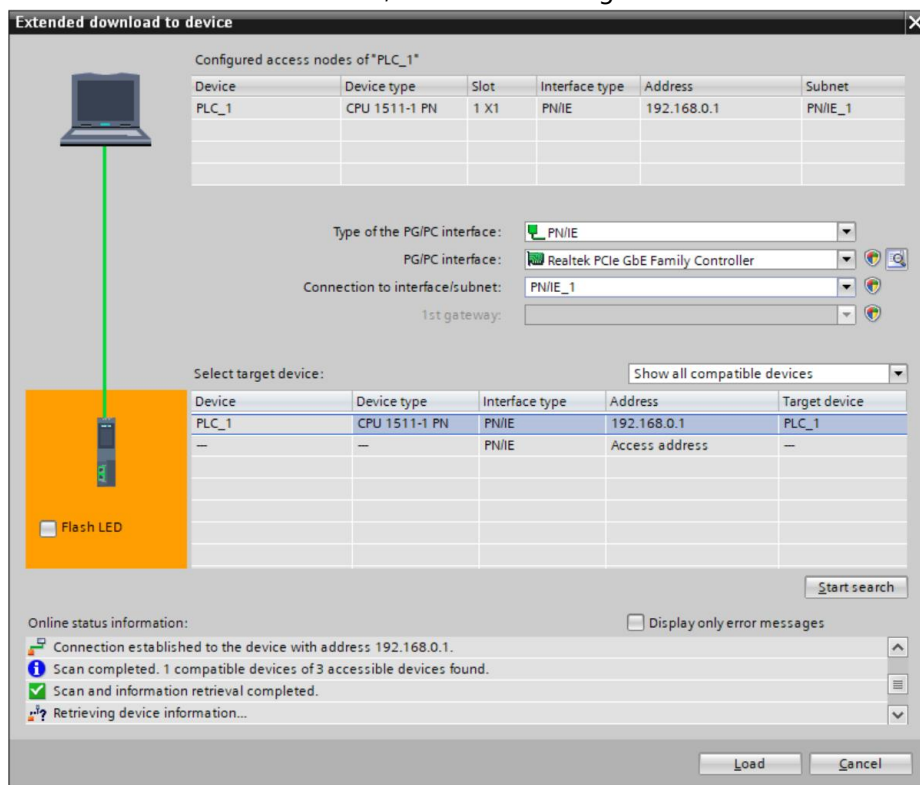 Extended download to device
Configured access nodes of "PLC_1"
Device Device type Slot Interface type Address Subnet
PLC_1 CPU 1511-1 PN 1 X1 PN/IE 192.168.0.1 PN/IE_1
Type of the PG/PC interface: PN/IE
PG/PC interface: Realtek PCIe GbE Family Controller
Connection to interface/subnet: PN/IE_1
1st gateway:
Select target device: Show all compatible devices
Device Device type Interface type Address Target device
PLC_1 CPU 1511-1 PN PN/IE 192.168.0.1 PLC_1
— — PN/IE Access address —
Flash LED
Start search
Online status information: Display only error messages
Connection established to the device with address 192.168.0.1.
Scan completed. 1 compatible devices of 3 accessible devices found.
Scan and information retrieval completed.
Retrieving device information...
Load Cancel